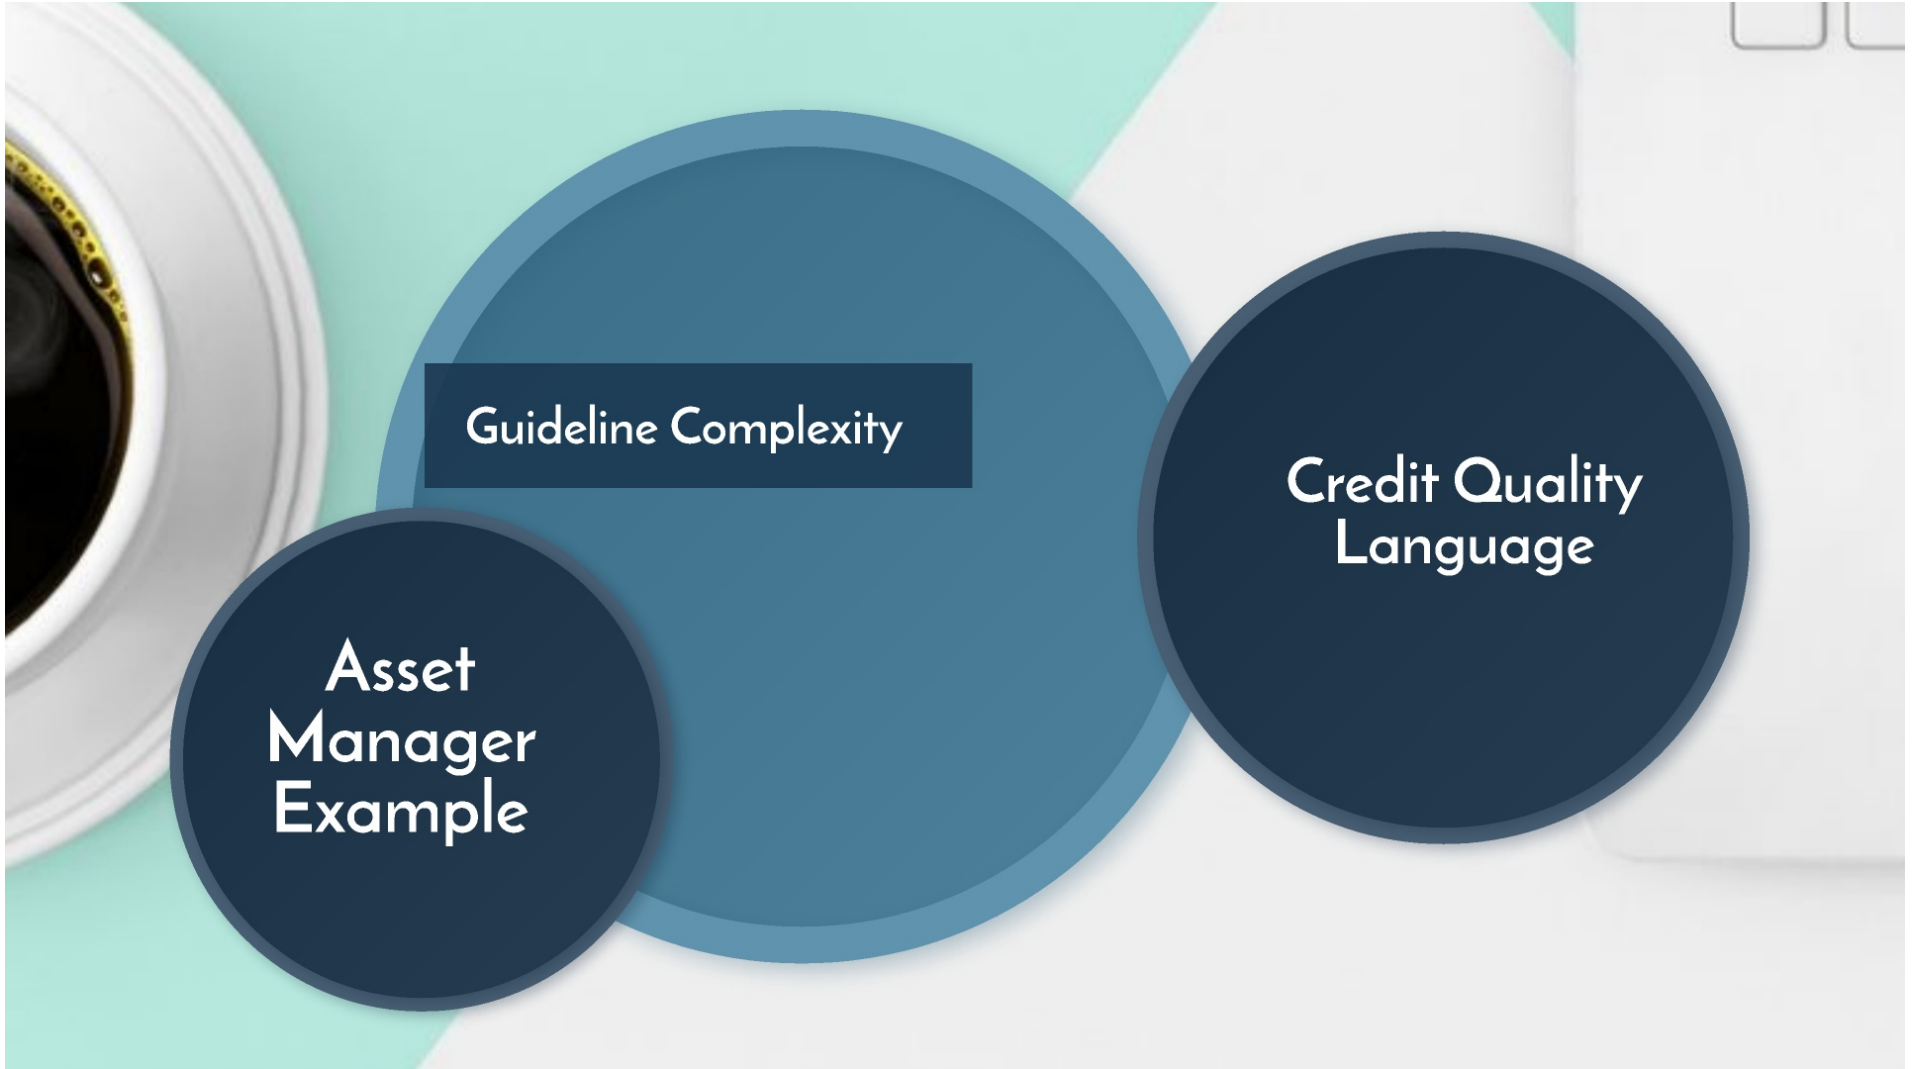 Guideline Complexity
Credit Quality
Language
Asset
Manager
Example